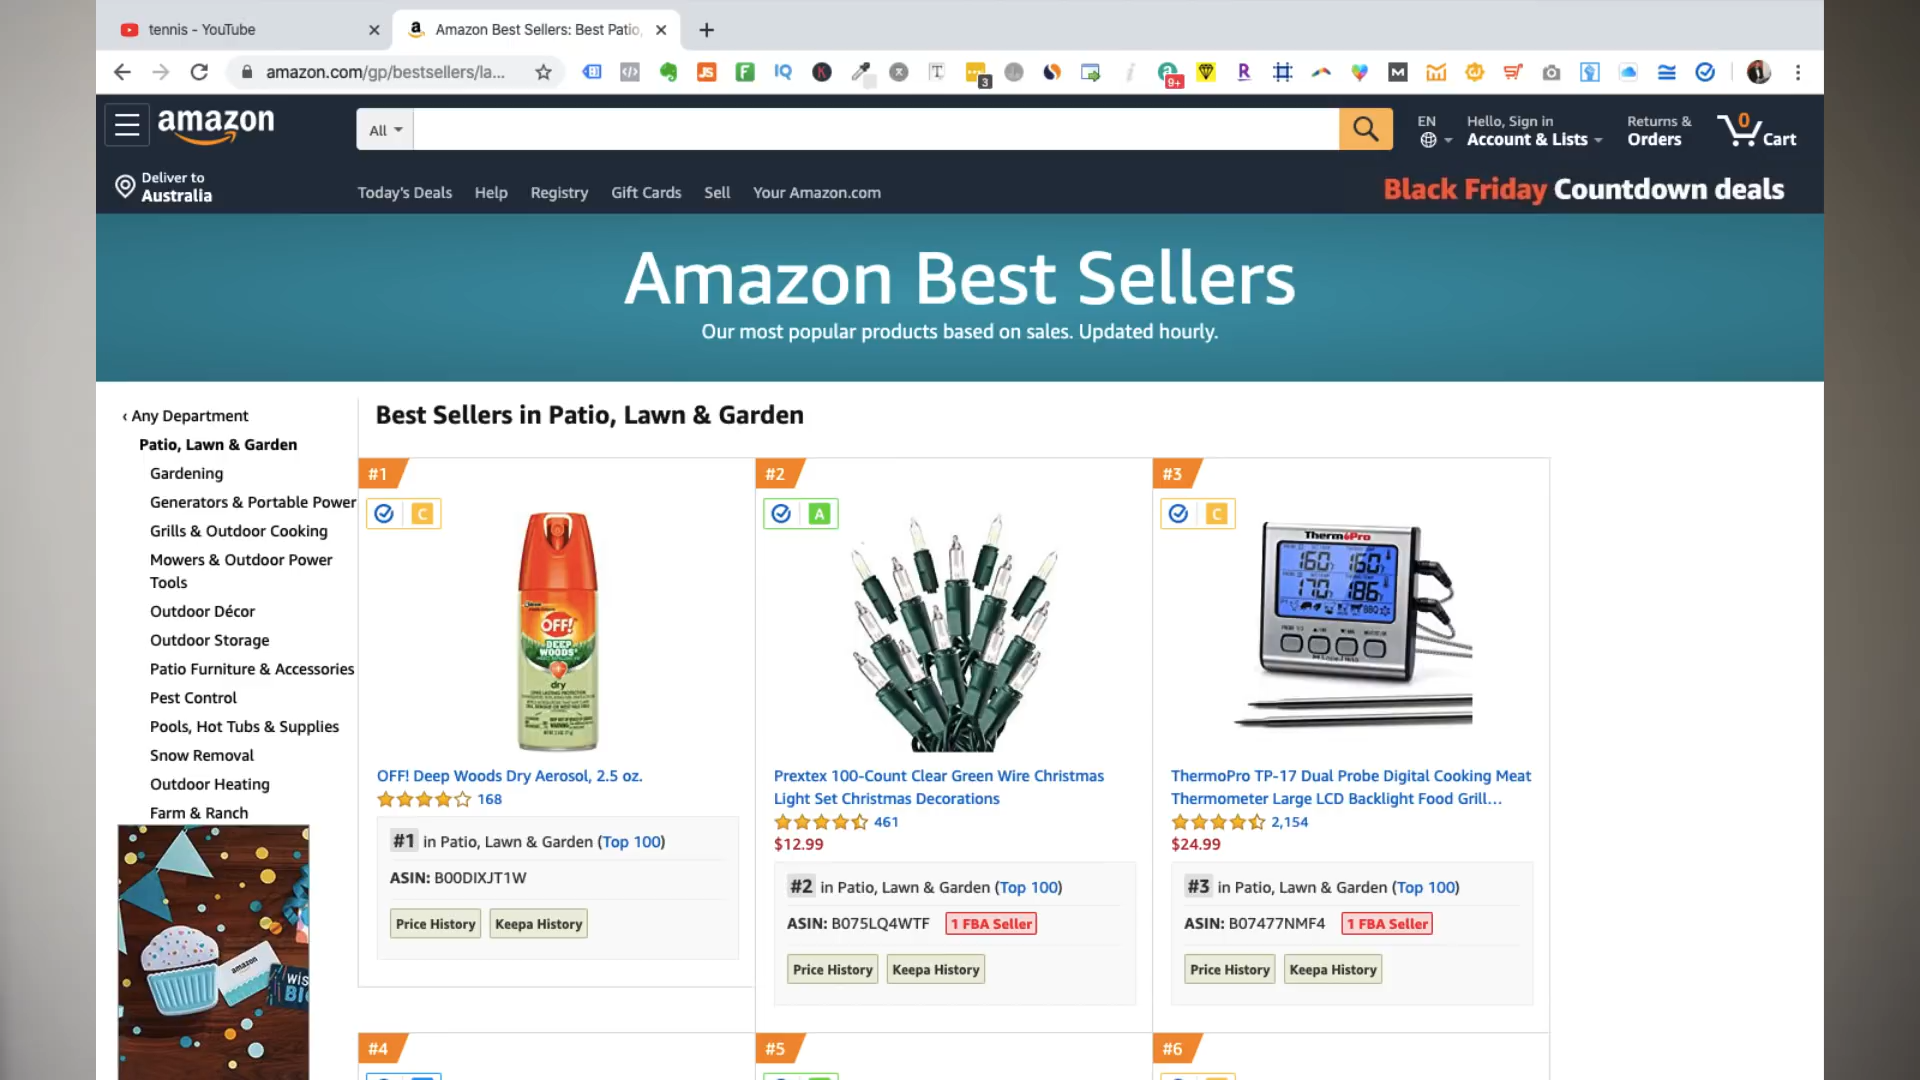 tennis - YouTube
Amazon Best Sellers: Best Patio,
amazon.com/gp/bestsellers/la...
JS
F
IQ
K
T
3
9+
R
M
amazon
All
EN
Hello, Sign in
Account & Lists
Returns &
Orders
0
Cart
Deliver to
Australia
Today's Deals
Help
Registry
Gift Cards
Sell
Your Amazon.com
Black Friday Countdown deals
Amazon Best Sellers
Our most popular products based on sales. Updated hourly.
‹ Any Department
Patio, Lawn & Garden
Gardening
Generators & Portable Power
Grills & Outdoor Cooking
Mowers & Outdoor Power
Tools
Outdoor Décor
Outdoor Storage
Patio Furniture & Accessories
Pest Control
Pools, Hot Tubs & Supplies
Snow Removal
Outdoor Heating
Farm & Ranch
amazon
Best Sellers in Patio, Lawn & Garden
#1
C
OFF!
DEEP
WOODS
dry
OFF! Deep Woods Dry Aerosol, 2.5 oz.
168
#1 in Patio, Lawn & Garden (Top 100)
ASIN: B00DIXJT1W
Price History
Keepa History
#2
A
Prextex 100-Count Clear Green Wire Christmas
Light Set Christmas Decorations
461
$12.99
#2 in Patio, Lawn & Garden (Top 100)
ASIN: B075LQ4WTF
1 FBA Seller
Price History
Keepa History
#3
C
ThermoPro
160 160
170 186
BBQ
ThermoPro TP-17 Dual Probe Digital Cooking Meat
Thermometer Large LCD Backlight Food Grill...
2,154
$24.99
#3 in Patio, Lawn & Garden (Top 100)
ASIN: B07477NMF4
1 FBA Seller
Price History
Keepa History
#4
#5
#6